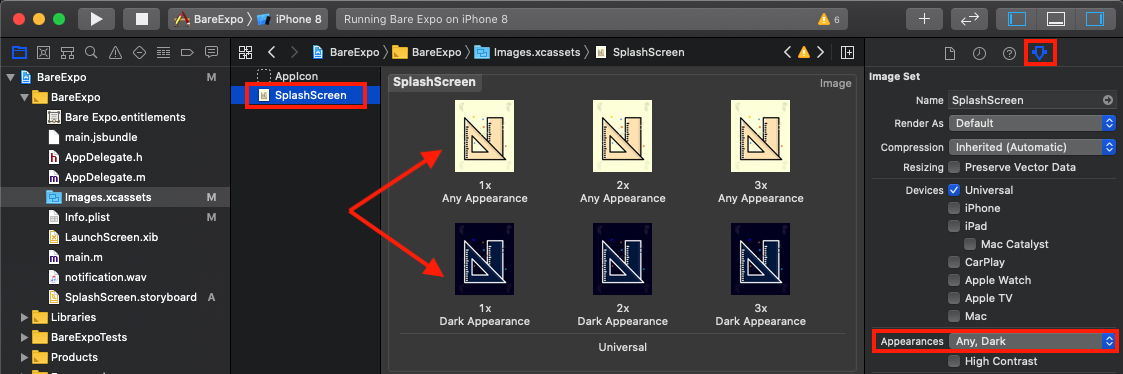 BareExpo
iPhone 8
Running Bare Expo on iPhone 8
6
BareExpo
M
BareExpo
Bare Expo.entitlements
main.jsbundle
AppDelegate.h
AppDelegate.m
Images.xcassets
M
Info.plist
M
LaunchScreen.xib
main.m
notification.wav
SplashScreen.storyboard
A
Libraries
BareExpoTests
Products
BareExpo
BareExpo
Images.xcassets
SplashScreen
AppIcon
SplashScreen
SplashScreen
Image
1x
2x
3x
Any Appearance
Any Appearance
Any Appearance
1x
2x
3x
Dark Appearance
Dark Appearance
Dark Appearance
Universal
Image Set
Name SplashScreen
Render As Default
Compression Inherited (Automatic)
Resizing Preserve Vector Data
Devices Universal
iPhone
iPad
Mac Catalyst
CarPlay
Apple Watch
Apple TV
Mac
Appearances Any, Dark
High Contrast